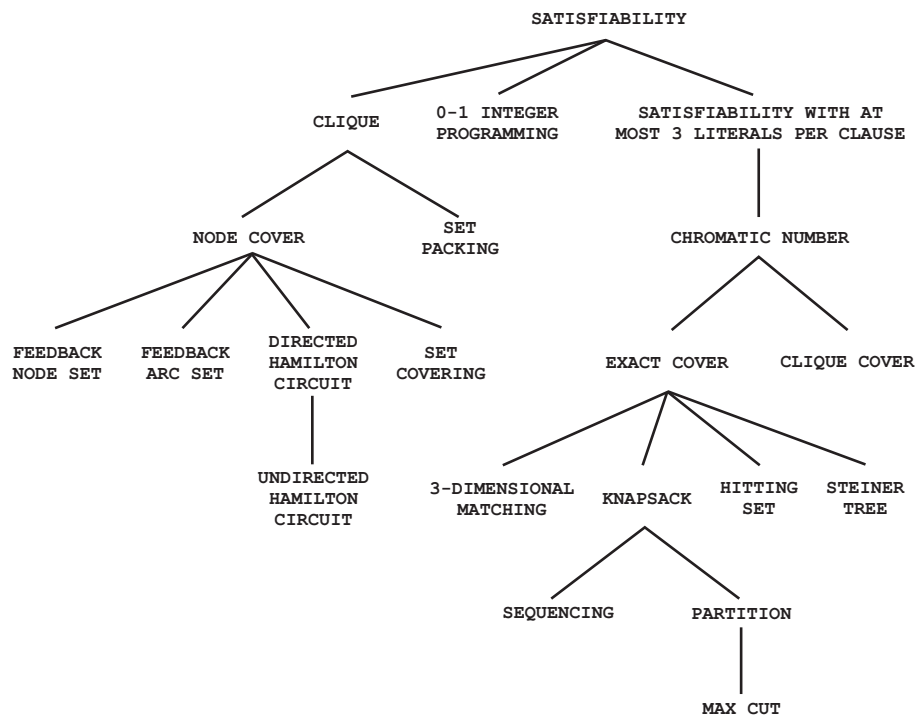 SATISFIABILITY
CLIQUE
0-1 INTEGER
PROGRAMMING
SATISFIABILITY WITH AT
MOST 3 LITERALS PER CLAUSE
NODE COVER
SET
PACKING
CHROMATIC NUMBER
FEEDBACK
NODE SET
FEEDBACK
ARC SET
DIRECTED
HAMILTON
CIRCUIT
SET
COVERING
EXACT COVER
CLIQUE COVER
UNDIRECTED
HAMILTON
CIRCUIT
3-DIMENSIONAL
MATCHING
KNAPSACK
HITTING
SET
STEINER
TREE
SEQUENCING
PARTITION
MAX CUT